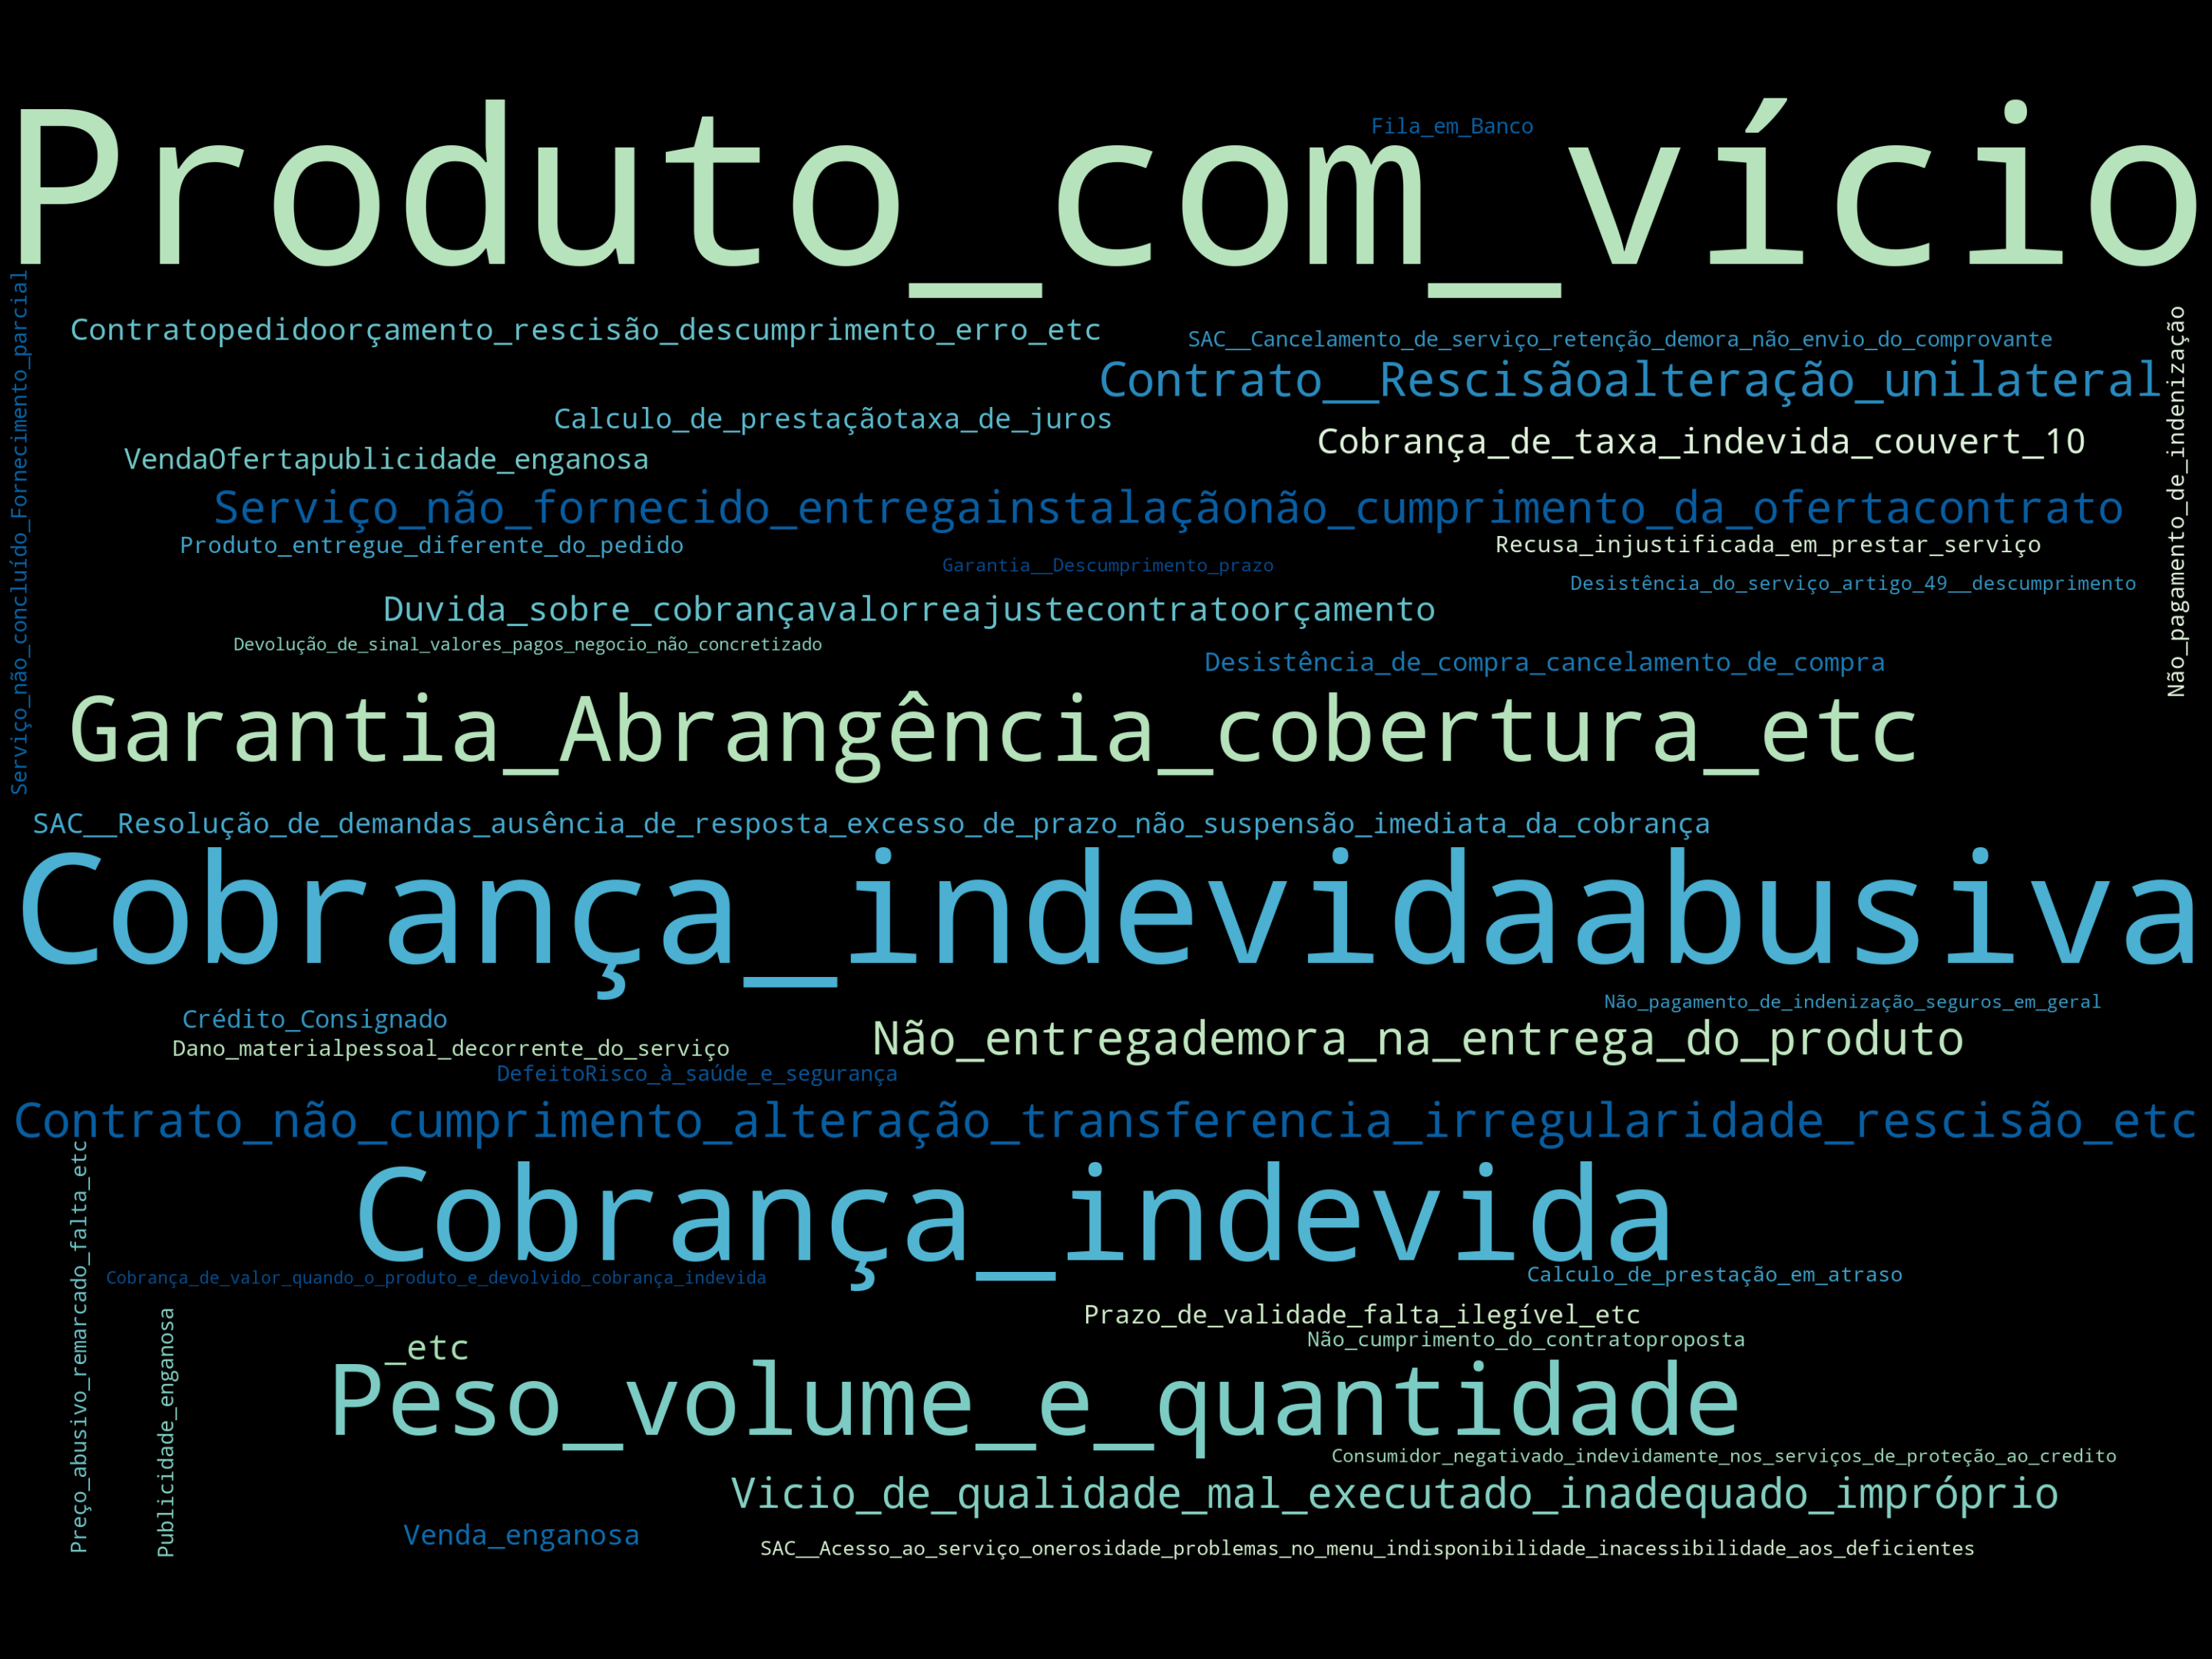 Fila_em_Banco
Produto_com_vício
Serviço_não_concluído_Fornecimento_parcial
Não_pagamento_de_indenização
Contratopedidoorçamento_rescisão_descumprimento_erro_etc
SAC__Cancelamento_de_serviço_retenção_demora_não_envio_do_comprovante
Contrato__Rescisãoalteração_unilateral
Calculo_de_prestaçãotaxa_de_juros
Cobrança_de_taxa_indevida_couvert_10
VendaOfertapublicidade_enganosa
Serviço_não_fornecido_entregainstalaçãonão_cumprimento_da_ofertacontrato
Produto_entregue_diferente_do_pedido
Recusa_injustificada_em_prestar_serviço
Garantia__Descumprimento_prazo
Desistência_do_serviço_artigo_49__descumprimento
Duvida_sobre_cobrançavalorreajustecontratoorçamento
Devolução_de_sinal_valores_pagos_negocio_não_concretizado
Desistência_de_compra_cancelamento_de_compra
Garantia_Abrangência_cobertura_etc
SAC__Resolução_de_demandas_ausência_de_resposta_excesso_de_prazo_não_suspensão_imediata_da_cobrança
Cobrança_indevidaabusiva
Não_pagamento_de_indenização_seguros_em_geral
Crédito_Consignado
Não_entregademora_na_entrega_do_produto
Dano_materialpessoal_decorrente_do_serviço
DefeitoRisco_à_saúde_e_segurança
Contrato_não_cumprimento_alteração_transferencia_irregularidade_rescisão_etc
Preço_abusivo_remarcado_falta_etc
Cobrança_indevida
Cobrança_de_valor_quando_o_produto_e_devolvido_cobrança_indevida
Calculo_de_prestação_em_atraso
Publicidade_enganosa
Prazo_de_validade_falta_ilegível_etc
Não_cumprimento_do_contratoproposta
_etc
Peso_volume_e_quantidade
Consumidor_negativado_indevidamente_nos_serviços_de_proteção_ao_credito
Vicio_de_qualidade_mal_executado_inadequado_impróprio
Venda_enganosa
SAC__Acesso_ao_serviço_onerosidade_problemas_no_menu_indisponibilidade_inacessibilidade_aos_deficientes